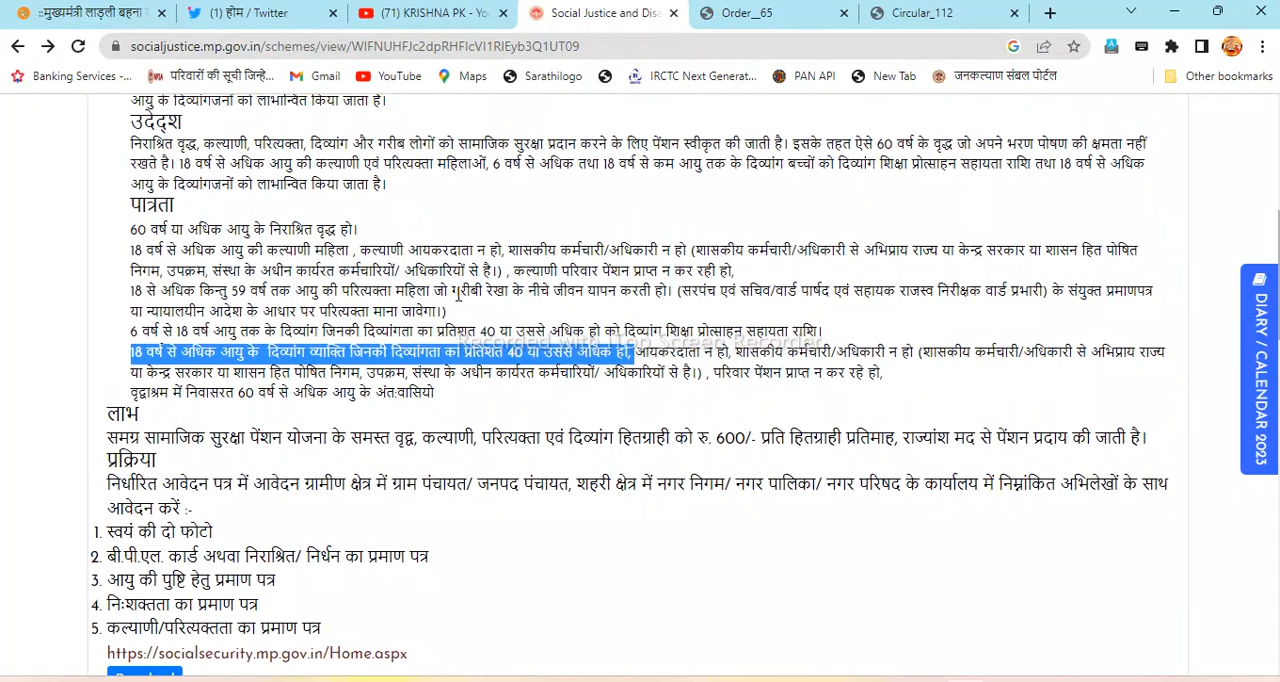 ::मुख्यमंत्री लाड़ली बहना
(1) होम / Twitter
(71) KRISHNA PK - Yo
Social Justice and Disa
Order__65
Circular_112
socialjustice.mp.gov.in/schemes/view/WlFNUHFJc2dpRHFIcVI1RlEyb3Q1UT09
Banking Services -...
परिवारों की सूची जिन्हे...
Gmail
YouTube
Maps
Sarathilogo
IRCTC Next Generat...
PAN API
New Tab
जनकल्याण संबल पोर्टल
Other bookmarks
आयु के दिव्यांगजनों को लाभान्वित किया जाता है।
उदेद्श
निराश्रित वृद्ध, कल्याणी, परित्यक्ता, दिव्यांग और गरीब लोगों को सामाजिक सुरक्षा प्रदान करने के लिए पेंशन स्वीकृत की जाती है। इसके तहत ऐसे 60 वर्ष के वृद्ध जो अपने भरण पोषण की क्षमता नहीं
रखते है। 18 वर्ष से अधिक आयु की कल्याणी एवं परित्यक्ता महिलाओं, 6 वर्ष से अधिक तथा 18 वर्ष से कम आयु तक के दिव्यांग बच्चों को दिव्यांग शिक्षा प्रोत्साहन सहायता राशि तथा 18 वर्ष से अधिक
आयु के दिव्यांगजनों को लाभान्वित किया जाता है।
पात्रता
60 वर्ष या अधिक आयु के निराश्रित वृद्ध हो।
18 वर्ष से अधिक आयु की कल्याणी महिला , कल्याणी आयकरदाता न हो, शासकीय कर्मचारी/अधिकारी न हो (शासकीय कर्मचारी/अधिकारी से अभिप्राय राज्य या केन्द्र सरकार या शासन हित पोषित
निगम, उपक्रम, संस्था के अधीन कार्यरत कर्मचारियों/ अधिकारियों से है।) , कल्याणी परिवार पेंशन प्राप्त न कर रही हो,
18 से अधिक किन्तु 59 वर्ष तक आयु की परित्यक्ता महिला जो गरीबी रेखा के नीचे जीवन यापन करती हो। (सरपंच एवं सचिव/वार्ड पार्षद एवं सहायक राजस्व निरीक्षक वार्ड प्रभारी) के संयुक्त प्रमाणपत्र
या न्यायालयीन आदेश के आधार पर परित्यक्ता माना जावेगा।)
6 वर्ष से 18 वर्ष आयु तक के दिव्यांग जिनकी दिव्यांगता का प्रतिशत 40 या उससे अधिक हो को दिव्यांग शिक्षा प्रोत्साहन सहायता राशि।
Recorded with iTop Screen Recorder
18 वर्ष से अधिक आयु के दिव्यांग व्यक्ति जिनकी दिव्यांगता का प्रतिशत 40 या उससे अधिक हो, आयकरदाता न हो, शासकीय कर्मचारी/अधिकारी न हो (शासकीय कर्मचारी/अधिकारी से अभिप्राय राज्य
या केन्द्र सरकार या शासन हित पोषित निगम, उपक्रम, संस्था के अधीन कार्यरत कर्मचारियों/ अधिकारियों से है।) , परिवार पेंशन प्राप्त न कर रहे हो,
वृद्वाश्रम में निवासरत 60 वर्ष से अधिक आयु के अंत:वासियो
लाभ
समग्र सामाजिक सुरक्षा पेंशन योजना के समस्त वृद्व, कल्याणी, परित्यक्ता एवं दिव्यांग हितग्राही को रु. 600/- प्रति हितग्राही प्रतिमाह, राज्यांश मद से पेंशन प्रदाय की जाती है।
प्रक्रिया
निर्धारित आवेदन पत्र में आवेदन ग्रामीण क्षेत्र में ग्राम पंचायत/ जनपद पंचायत, शहरी क्षेत्र में नगर निगम/ नगर पालिका/ नगर परिषद के कार्यालय में निम्नांकित अभिलेखों के साथ
आवेदन करें :-
1. स्वयं की दो फोटो
2. बी.पी.एल. कार्ड अथवा निराश्रित/ निर्धन का प्रमाण पत्र
3. आयु की पुष्टि हेतु प्रमाण पत्र
4. निःशक्तता का प्रमाण पत्र
5. कल्याणी/परित्यक्तता का प्रमाण पत्र
https://socialsecurity.mp.gov.in/Home.aspx
DIARY / CALENDAR 2023